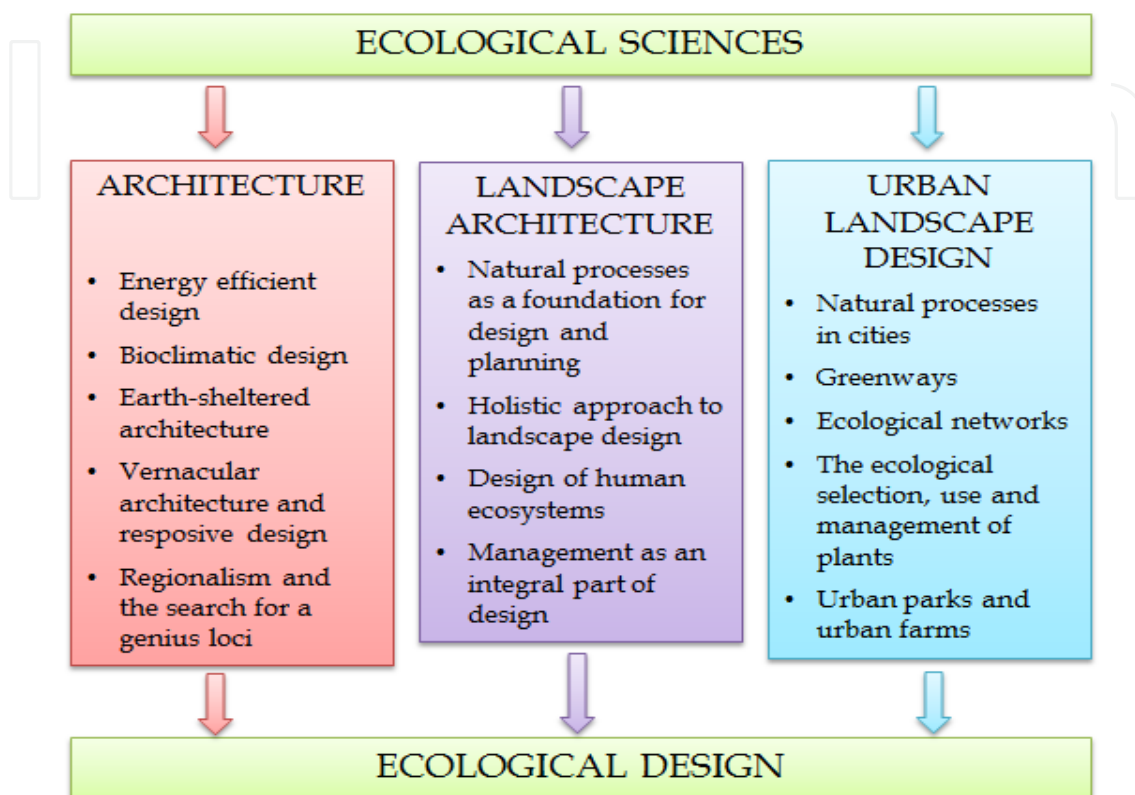 ECOLOGICAL SCIENCES
ARCHITECTURE
• Energy efficient
design
• Bioclimatic design
• Earth-sheltered
architecture
• Vernacular
architecture and
resposive design
• Regionalism and
the search for a
genius loci
LANDSCAPE
ARCHITECTURE
• Natural processes
as a foundation for
design and
planning
• Holistic approach to
landscape design
• Design of human
ecosystems
• Management as an
integral part of
design
URBAN
LANDSCAPE
DESIGN
• Natural processes
in cities
• Greenways
• Ecological networks
• The ecological
selection, use and
management of
plants
• Urban parks and
urban farms
ECOLOGICAL DESIGN